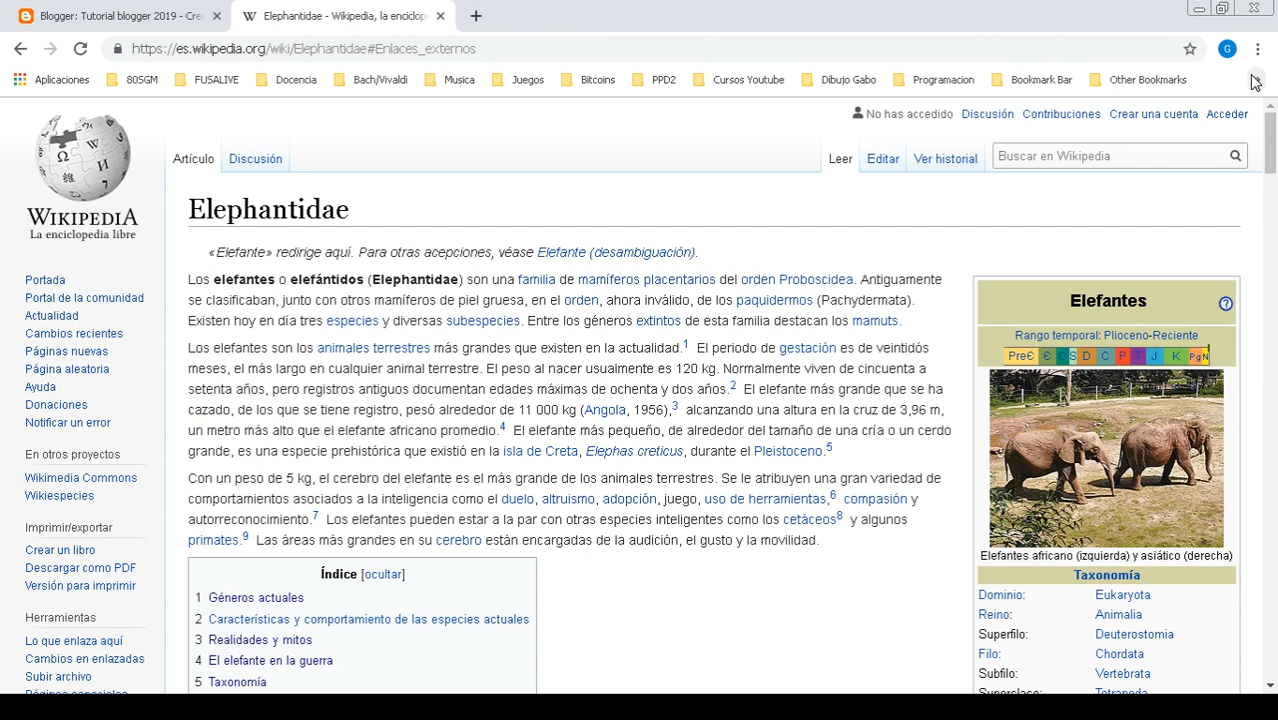 Blogger: Tutorial blogger 2019 - Cre
Elephantidae - Wikipedia, la enciclop
https://es.wikipedia.org/wiki/Elephantidae#Enlaces_externos
G
Aplicaciones 80SGM FUSALIVE Docencia Bach/Vivaldi Musica Juegos Bitcoins PPD2 Cursos Youtube Dibujo Gabo Programacion Bookmark Bar Other Bookmarks
No has accedido Discusión Contribuciones Crear una cuenta Acceder
Artículo Discusión Leer Editar Ver historial Buscar en Wikipedia
WIKIPEDIA
La enciclopedia libre
Portada
Portal de la comunidad
Actualidad
Cambios recientes
Páginas nuevas
Página aleatoria
Ayuda
Donaciones
Notificar un error
En otros proyectos
Wikimedia Commons
Wikiespecies
Imprimir/exportar
Crear un libro
Descargar como PDF
Versión para imprimir
Herramientas
Lo que enlaza aquí
Cambios en enlazadas
Subir archivo
Páginas especiales
Elephantidae
«Elefante» redirige aquí. Para otras acepciones, véase Elefante (desambiguación).
Los elefantes o elefántidos (Elephantidae) son una familia de mamíferos placentarios del orden Proboscidea. Antiguamente
se clasificaban, junto con otros mamíferos de piel gruesa, en el orden, ahora inválido, de los paquidermos (Pachydermata).
Existen hoy en día tres especies y diversas subespecies. Entre los géneros extintos de esta familia destacan los mamuts.
Los elefantes son los animales terrestres más grandes que existen en la actualidad.1 El periodo de gestación es de veintidós
meses, el más largo en cualquier animal terrestre. El peso al nacer usualmente es 120 kg. Normalmente viven de cincuenta a
setenta años, pero registros antiguos documentan edades máximas de ochenta y dos años.2 El elefante más grande que se ha
cazado, de los que se tiene registro, pesó alrededor de 11 000 kg (Angola, 1956),3 alcanzando una altura en la cruz de 3,96 m,
un metro más alto que el elefante africano promedio.4 El elefante más pequeño, de alrededor del tamaño de una cría o un cerdo
grande, es una especie prehistórica que existió en la isla de Creta, Elephas creticus, durante el Pleistoceno.5
Con un peso de 5 kg, el cerebro del elefante es el más grande de los animales terrestres. Se le atribuyen una gran variedad de
comportamientos asociados a la inteligencia como el duelo, altruismo, adopción, juego, uso de herramientas,6 compasión y
autorreconocimiento.7 Los elefantes pueden estar a la par con otras especies inteligentes como los cetáceos8 y algunos
primates.9 Las áreas más grandes en su cerebro están encargadas de la audición, el gusto y la movilidad.
Índice [ocultar]
1 Géneros actuales
2 Características y comportamiento de las especies actuales
3 Realidades y mitos
4 El elefante en la guerra
5 Taxonomía
Elefantes
Rango temporal: Plioceno-Reciente
PreЄ Є O S D C P T J K Pg N
Elefantes africano (izquierda) y asiático (derecha)
Taxonomía
Dominio: Eukaryota
Reino: Animalia
Superfilo: Deuterostomia
Filo: Chordata
Subfilo: Vertebrata
Superclase: Tetrapoda